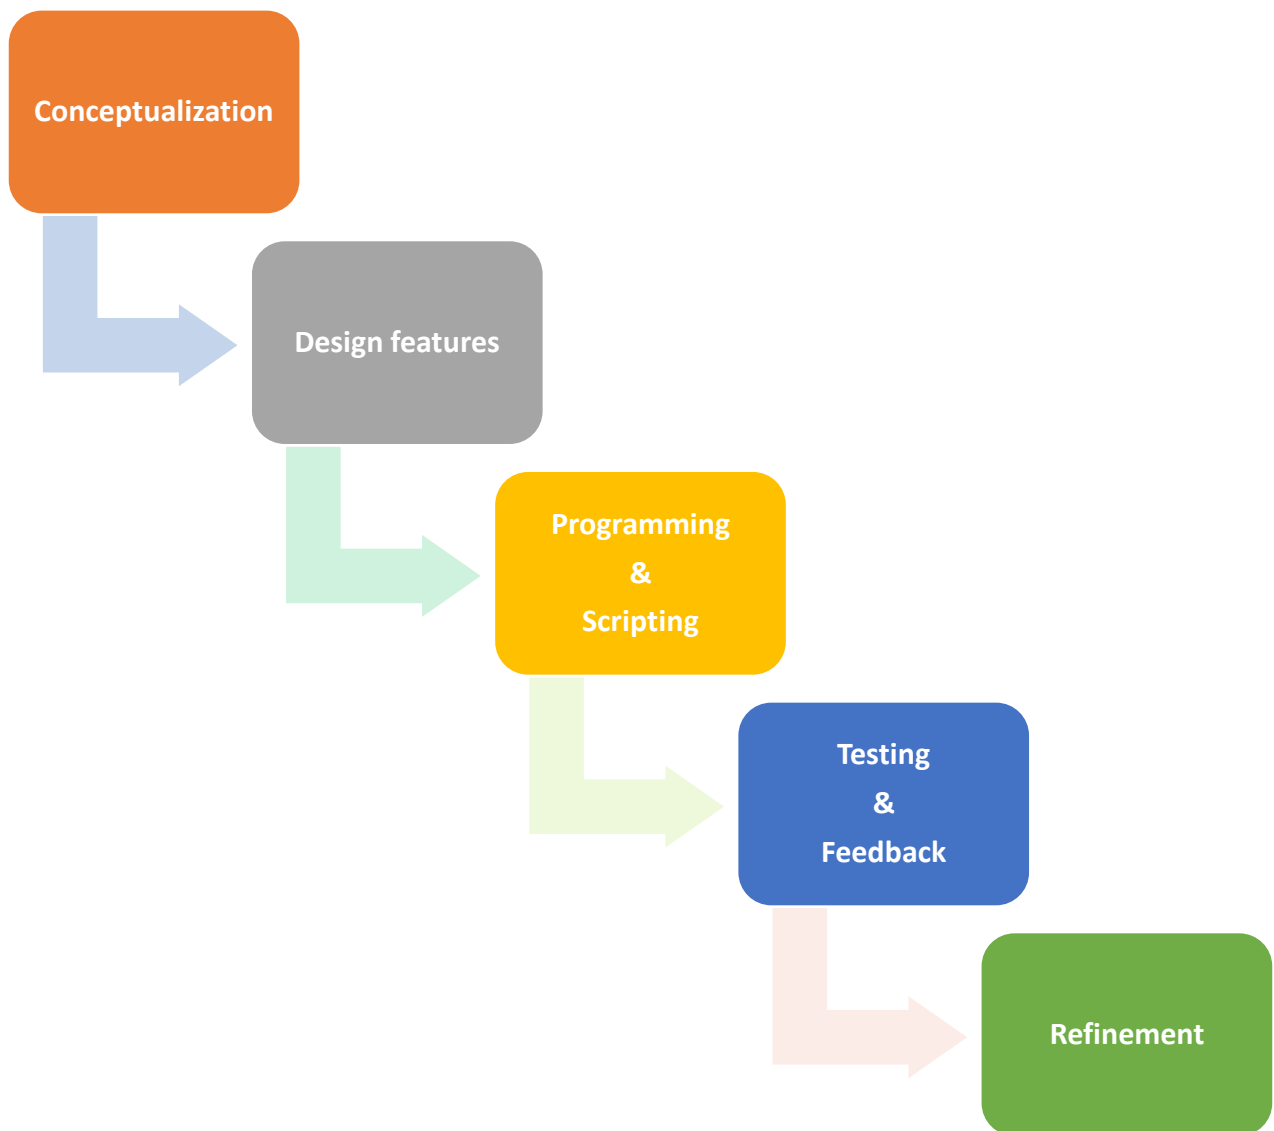 Conceptualization
Design features
Programming
&
Scripting
Testing
&
Feedback
Refinement